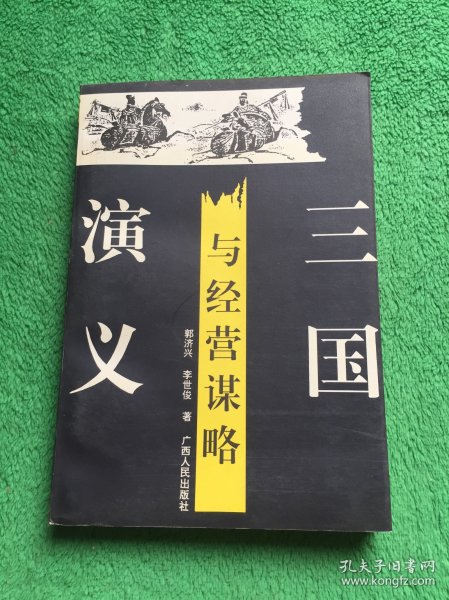 三国
演义
与经营谋略
郭济兴 李世俊 著
广西人民出版社
孔夫子旧书网
www.kongfz.com